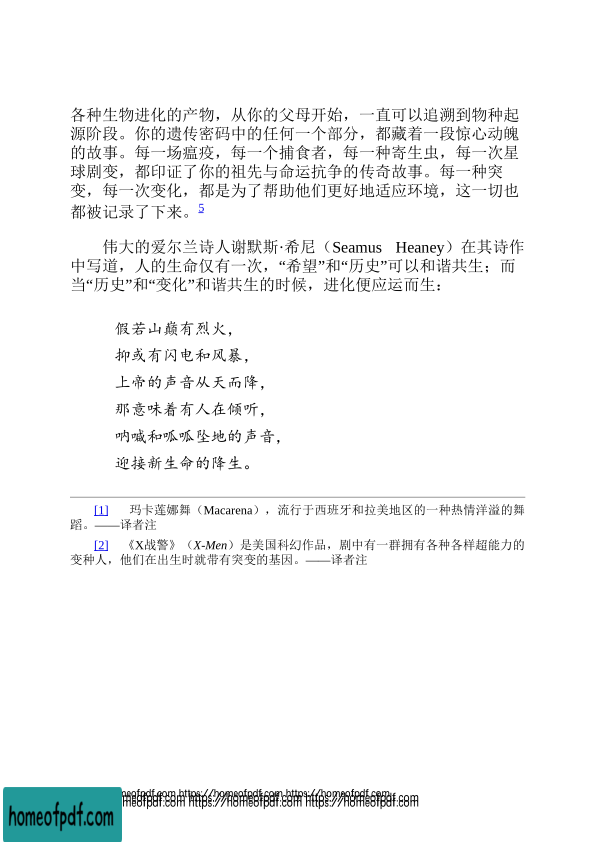 各种生物进化的产物，从你的父母开始，一直可以追溯到物种起
源阶段。你的遗传密码中的任何一个部分，都藏着一段惊心动魄
的故事。每一场瘟疫，每一个捕食者，每一种寄生虫，每一次星
球剧变，都印证了你的祖先与命运抗争的传奇故事。每一种突
变，每一次变化，都是为了帮助他们更好地适应环境，这一切也
都被记录了下来。5
伟大的爱尔兰诗人谢默斯·希尼（Seamus Heaney）在其诗作
中写道，人的生命仅有一次，“希望”和“历史”可以和谐共生；而
当“历史”和“变化”和谐共生的时候，进化便应运而生：
假若山巅有烈火，
抑或有闪电和风暴，
上帝的声音从天而降，
那意味着有人在倾听，
呐喊和呱呱坠地的声音，
迎接新生命的降生。
[1] 玛卡莲娜舞（Macarena），流行于西班牙和拉美地区的一种热情洋溢的舞
蹈。——译者注
[2] 《X战警》（X-Men）是美国科幻作品，剧中有一群拥有各种各样超能力的
变种人，他们在出生时就带有突变的基因。——译者注
meofpdf.com https://homeofpdf.com https://homeofpdf.com
meofpdf.com https://homeofpdf.com https://homeofpdf.com
homeofpdf.com